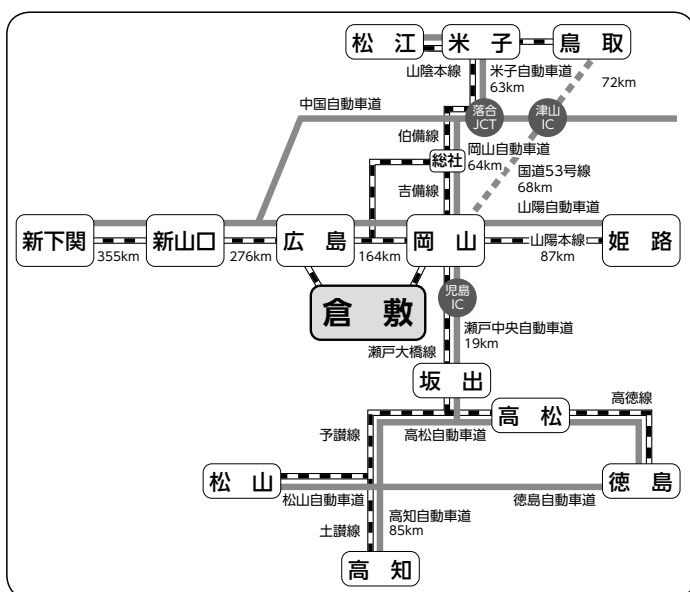 松江
米子
鳥取
山陰本線
米子自動車道
63km
72km
中国自動車道
落合
JCT
津山
IC
伯備線
岡山自動車道
64km
総社
国道53号線
68km
吉備線
山陽自動車道
新下関
新山口
広島
岡山
姫路
355km
276km
164km
山陽本線
87km
倉敷
児島
IC
瀬戸中央自動車道
19km
瀬戸大橋線
坂出
高徳線
高松
予讃線
高松自動車道
松山
徳島
松山自動車道
徳島自動車道
高知自動車道
85km
土讃線
高知